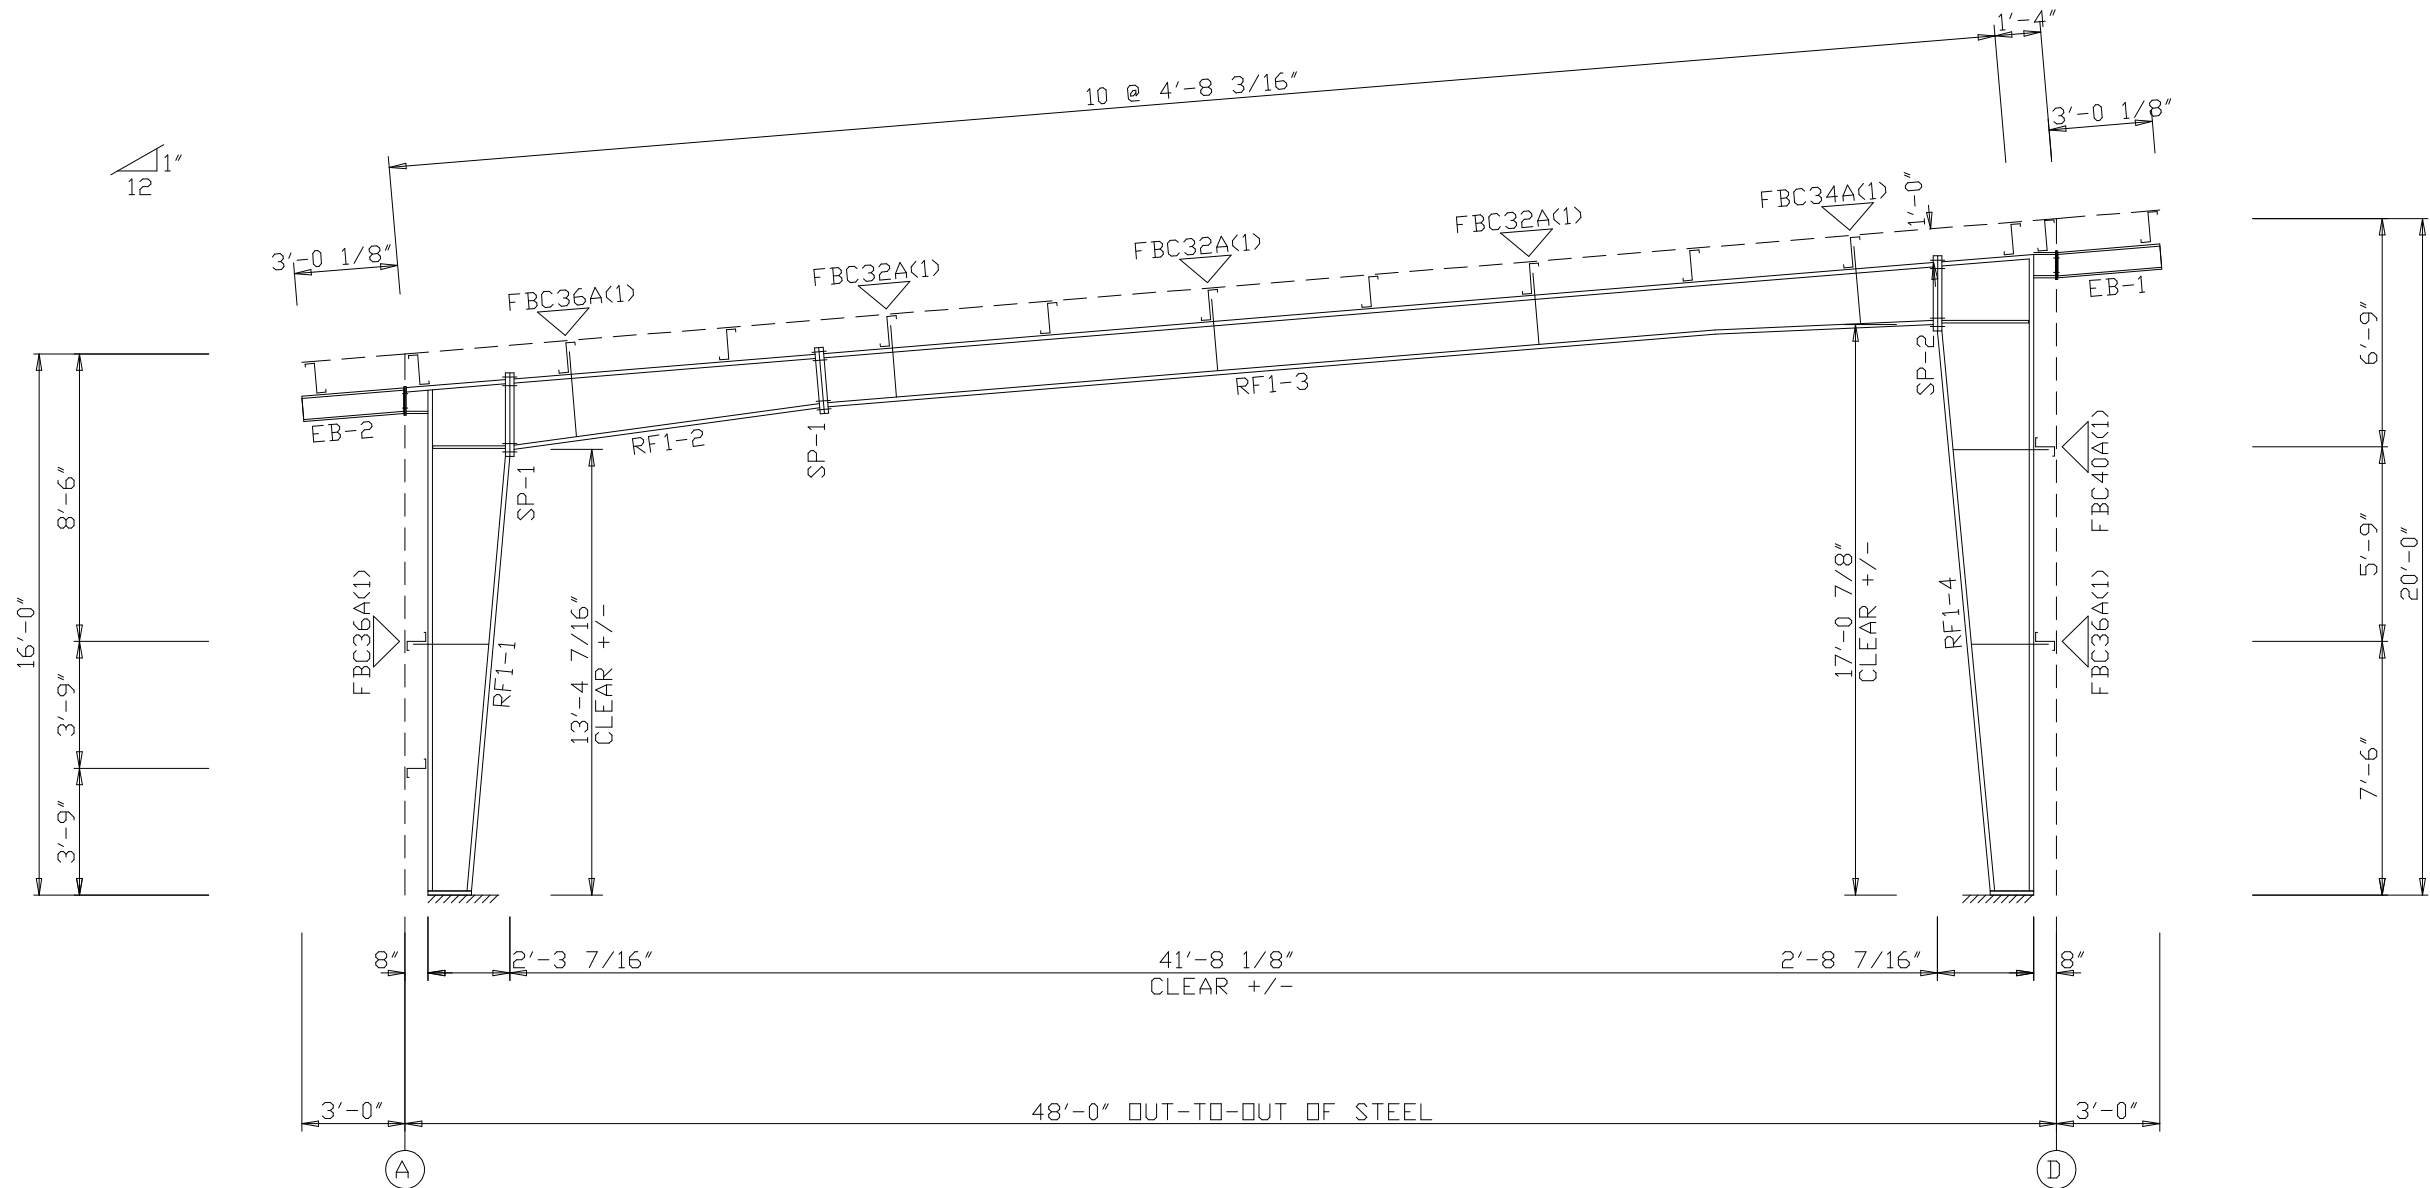 1'-4"
10 @ 4'-8 3/16"
3'-0 1/8"
1"
12
FBC34A(1)
1'-0"
FBC32A(1)
FBC32A(1)
3'-0 1/8"
FBC32A(1)
FBC36A(1)
EB-1
6'-9"
SP-2
RF1-3
EB-2
RF1-2
SP-1
SP-1
8'-6"
FBC40A(1)
5'-9"
20'-0"
17'-0 7/8"
CLEAR +/-
16'-0"
FBC36A(1)
13'-4 7/16"
CLEAR +/-
RF1-1
RF1-4
FBC36A(1)
3'-9"
7'-6"
3'-9"
8"
2'-3 7/16"
41'-8 1/8"
CLEAR +/-
2'-8 7/16"
8"
3'-0"
48'-0" OUT-TO-OUT OF STEEL
3'-0"
A
D